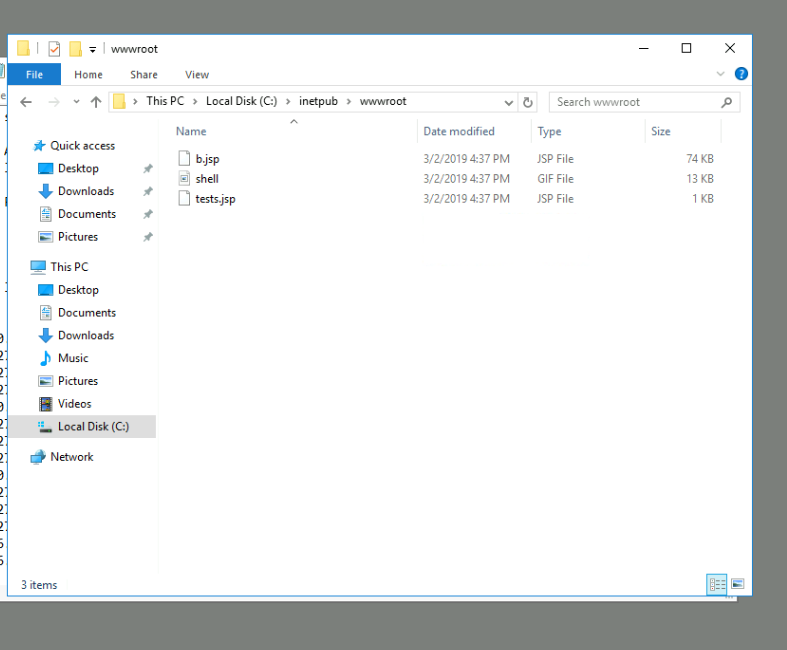 wwwroot
File Home Share View
This PC Local Disk (C:) inetpub wwwroot Search wwwroot
Name Date modified Type Size
Quick access
Desktop
Downloads
Documents
Pictures
This PC
Desktop
Documents
Downloads
Music
Pictures
Videos
Local Disk (C:)
Network
b.jsp 3/2/2019 4:37 PM JSP File 74 KB
shell 3/2/2019 4:37 PM GIF File 13 KB
tests.jsp 3/2/2019 4:37 PM JSP File 1 KB
3 items